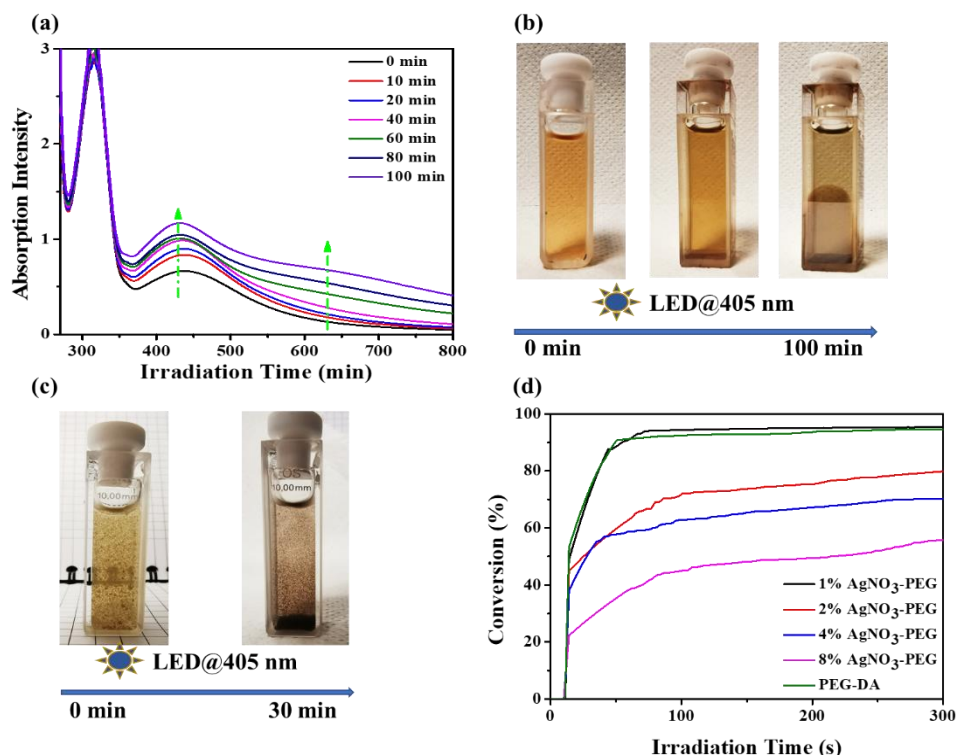 (a)
3
2
1
0
Absorption Intensity
0 min
10 min
20 min
40 min
60 min
80 min
100 min
300
400
500
600
700
800
Irradiation Time (min)
(b)
LED@405 nm
0 min
100 min
(c)
10,00mm
10,00mm
LED@405 nm
0 min
30 min
(d)
100
80
60
40
20
0
Conversion (%)
1% AgNO3-PEG
2% AgNO3-PEG
4% AgNO3-PEG
8% AgNO3-PEG
PEG-DA
0
100
200
300
Irradiation Time (s)